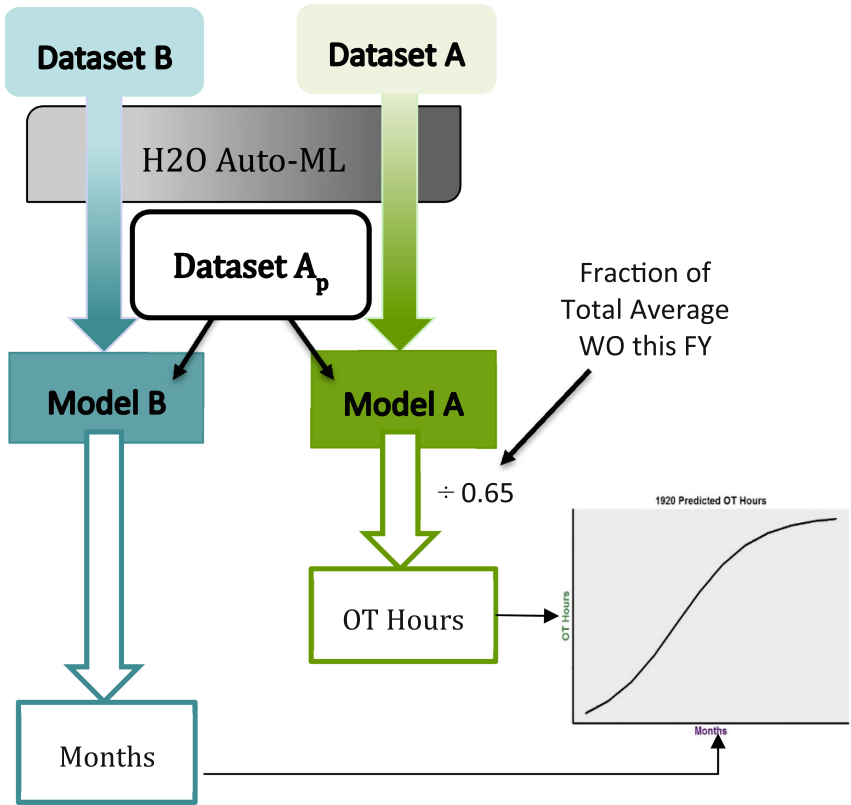 Dataset B
Dataset A
H2O Auto-ML
Dataset Ap
Fraction of
Total Average
WO this FY
Model B
Model A
÷ 0.65
1920 Predicted OT Hours
OT Hours
OT Hours
Months
Months